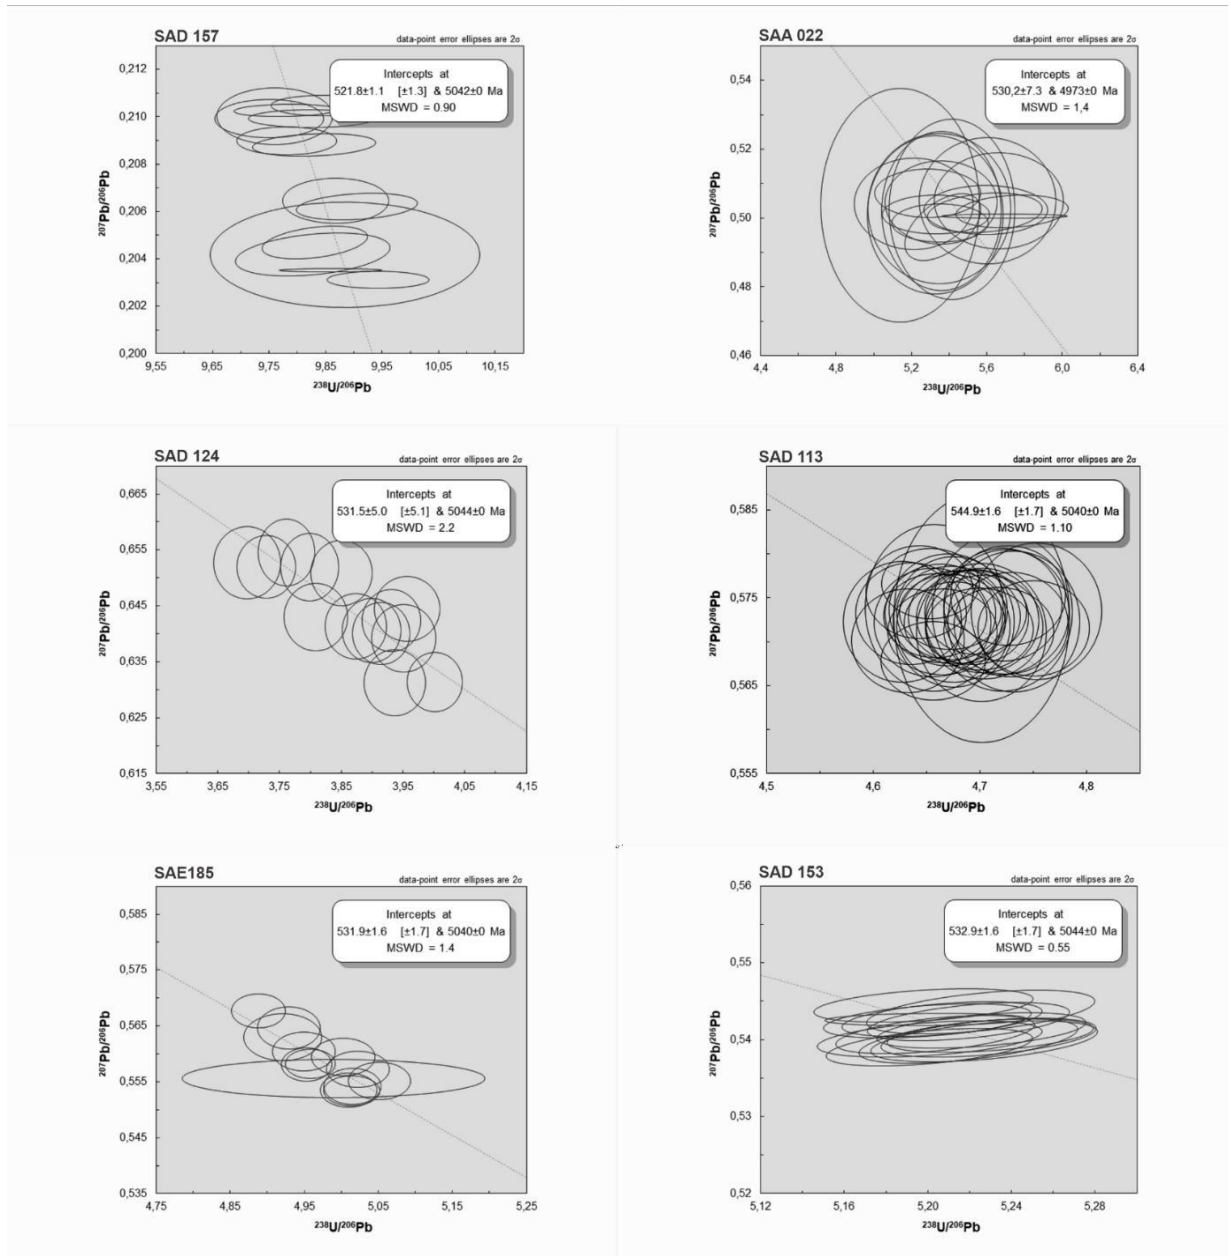 SAD 157
data-point error ellipses are 2σ
Intercepts at
521.8±1.1 [±1.3] & 5042±0 Ma
MSWD = 0.90
0,212
0,210
0,208
0,206
0,204
0,202
0,200
²⁰⁷Pb/²⁰⁶Pb
9,55 9,65 9,75 9,85 9,95 10,05 10,15
²³⁸U/²⁰⁶Pb
SAA 022
data-point error ellipses are 2σ
Intercepts at
530,2±7.3 & 4973±0 Ma
MSWD = 1,4
0,54
0,52
0,50
0,48
0,46
²⁰⁷Pb/²⁰⁶Pb
4,4 4,8 5,2 5,6 6,0 6,4
²³⁸U/²⁰⁶Pb
SAD 124
data-point error ellipses are 2σ
Intercepts at
531.5±5.0 [±5.1] & 5044±0 Ma
MSWD = 2.2
0,665
0,655
0,645
0,635
0,625
0,615
²⁰⁷Pb/²⁰⁶Pb
3,55 3,65 3,75 3,85 3,95 4,05 4,15
²³⁸U/²⁰⁶Pb
SAD 113
data-point error ellipses are 2σ
Intercepts at
544.9±1.6 [±1.7] & 5040±0 Ma
MSWD = 1.10
0,585
0,575
0,565
0,555
²⁰⁷Pb/²⁰⁶Pb
4,5 4,6 4,7 4,8
²³⁸U/²⁰⁶Pb
SAE185
data-point error ellipses are 2σ
Intercepts at
531.9±1.6 [±1.7] & 5040±0 Ma
MSWD = 1.4
0,585
0,575
0,565
0,555
0,545
0,535
²⁰⁷Pb/²⁰⁶Pb
4,75 4,85 4,95 5,05 5,15 5,25
²³⁸U/²⁰⁶Pb
SAD 153
data-point error ellipses are 2σ
Intercepts at
532.9±1.6 [±1.7] & 5044±0 Ma
MSWD = 0.55
0,56
0,55
0,54
0,53
0,52
²⁰⁷Pb/²⁰⁶Pb
5,12 5,16 5,20 5,24 5,28
²³⁸U/²⁰⁶Pb